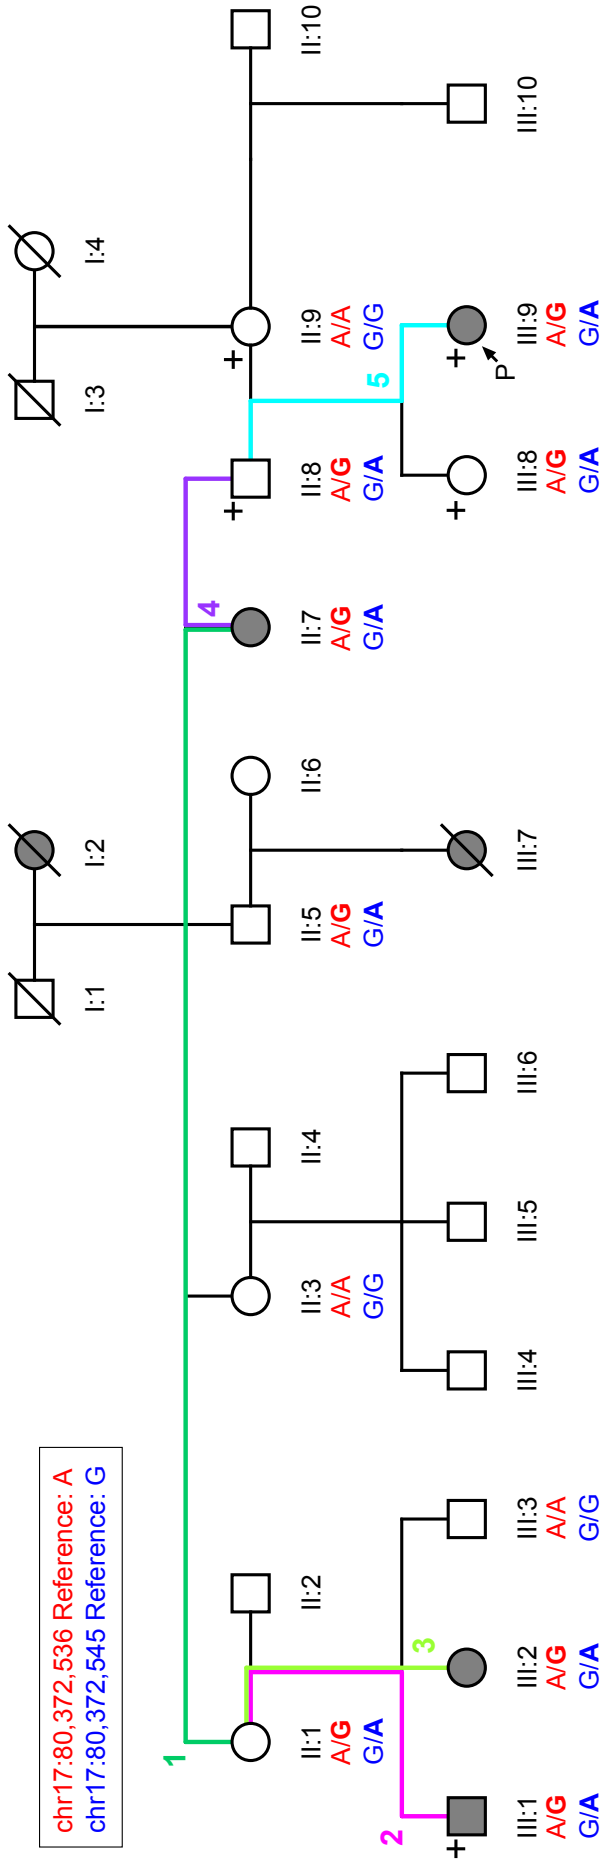 chr17:80,372,536 Reference: A
chr17:80,372,545 Reference: G
I:1
I:2
I:3
I:4
1
4
+
+
II:1
A/G
G/A
II:2
II:3
A/A
G/G
II:4
II:5
A/G
G/A
II:6
II:7
A/G
G/A
II:8
A/G
G/A
II:9
A/A
G/G
II:10
2
3
5
+
+
+
P
III:1
A/G
G/A
III:2
A/G
G/A
III:3
A/A
G/G
III:4
III:5
III:6
III:7
III:8
A/G
G/A
III:9
A/G
G/A
III:10